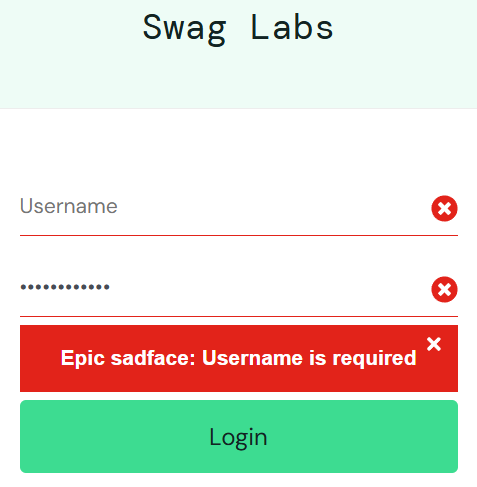 Swag Labs
Username
••••••••••••
Epic sadface: Username is required
Login